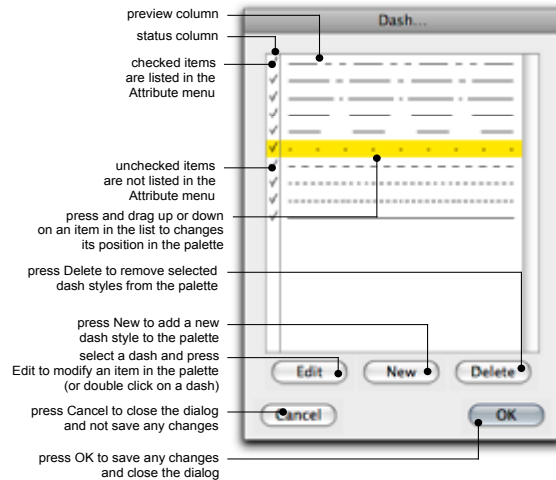 preview column
status column
checked items
are listed in the
Attribute menu
unchecked items
are not listed in the
Attribute menu
press and drag up or down
on an item in the list to changes
its position in the palette
press Delete to remove selected
dash styles from the palette
press New to add a new
dash style to the palette
select a dash and press
Edit to modify an item in the palette
(or double click on a dash)
press Cancel to close the dialog
and not save any changes
press OK to save any changes
and close the dialog
Dash...
Edit New Delete
Cancel OK